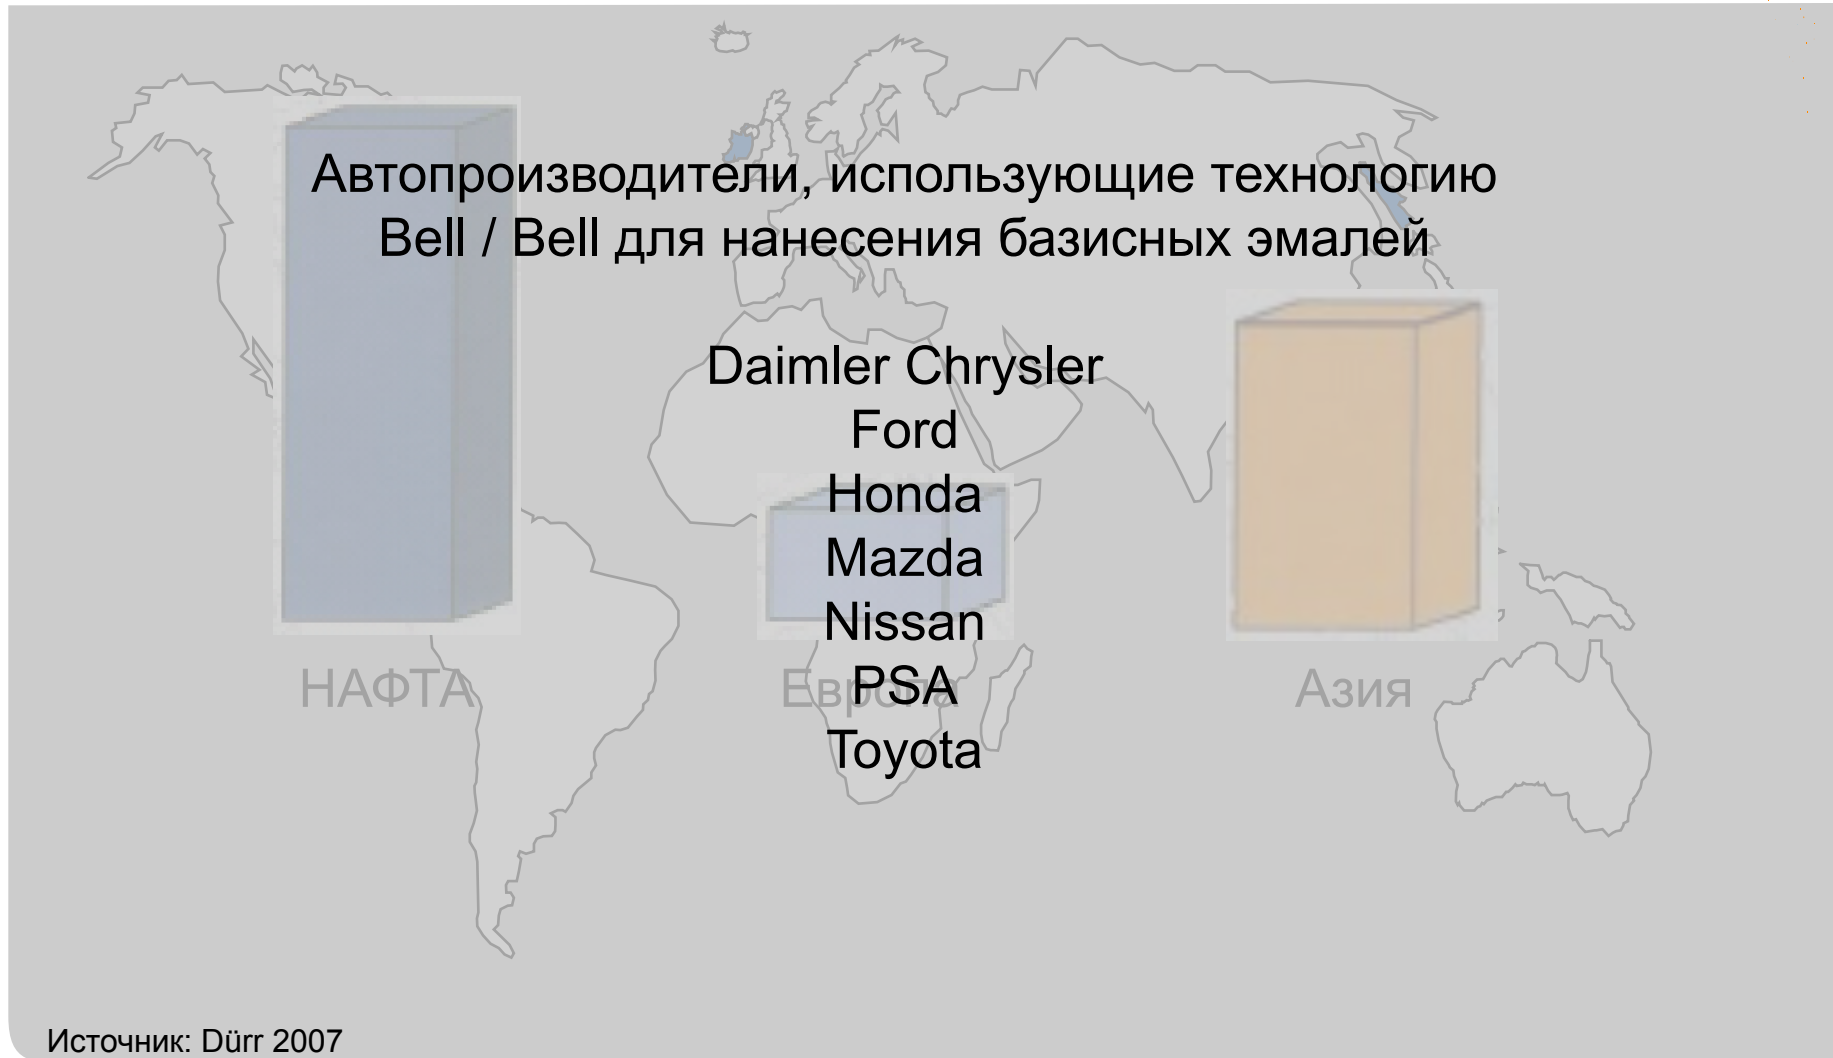 Автопроизводители, использующие технологию
Bell / Bell для нанесения базисных эмалей
Daimler Chrysler
Ford
Honda
Mazda
Nissan
PSA
Toyota
НАФТА
Европа
Азия
Источник: Dürr 2007